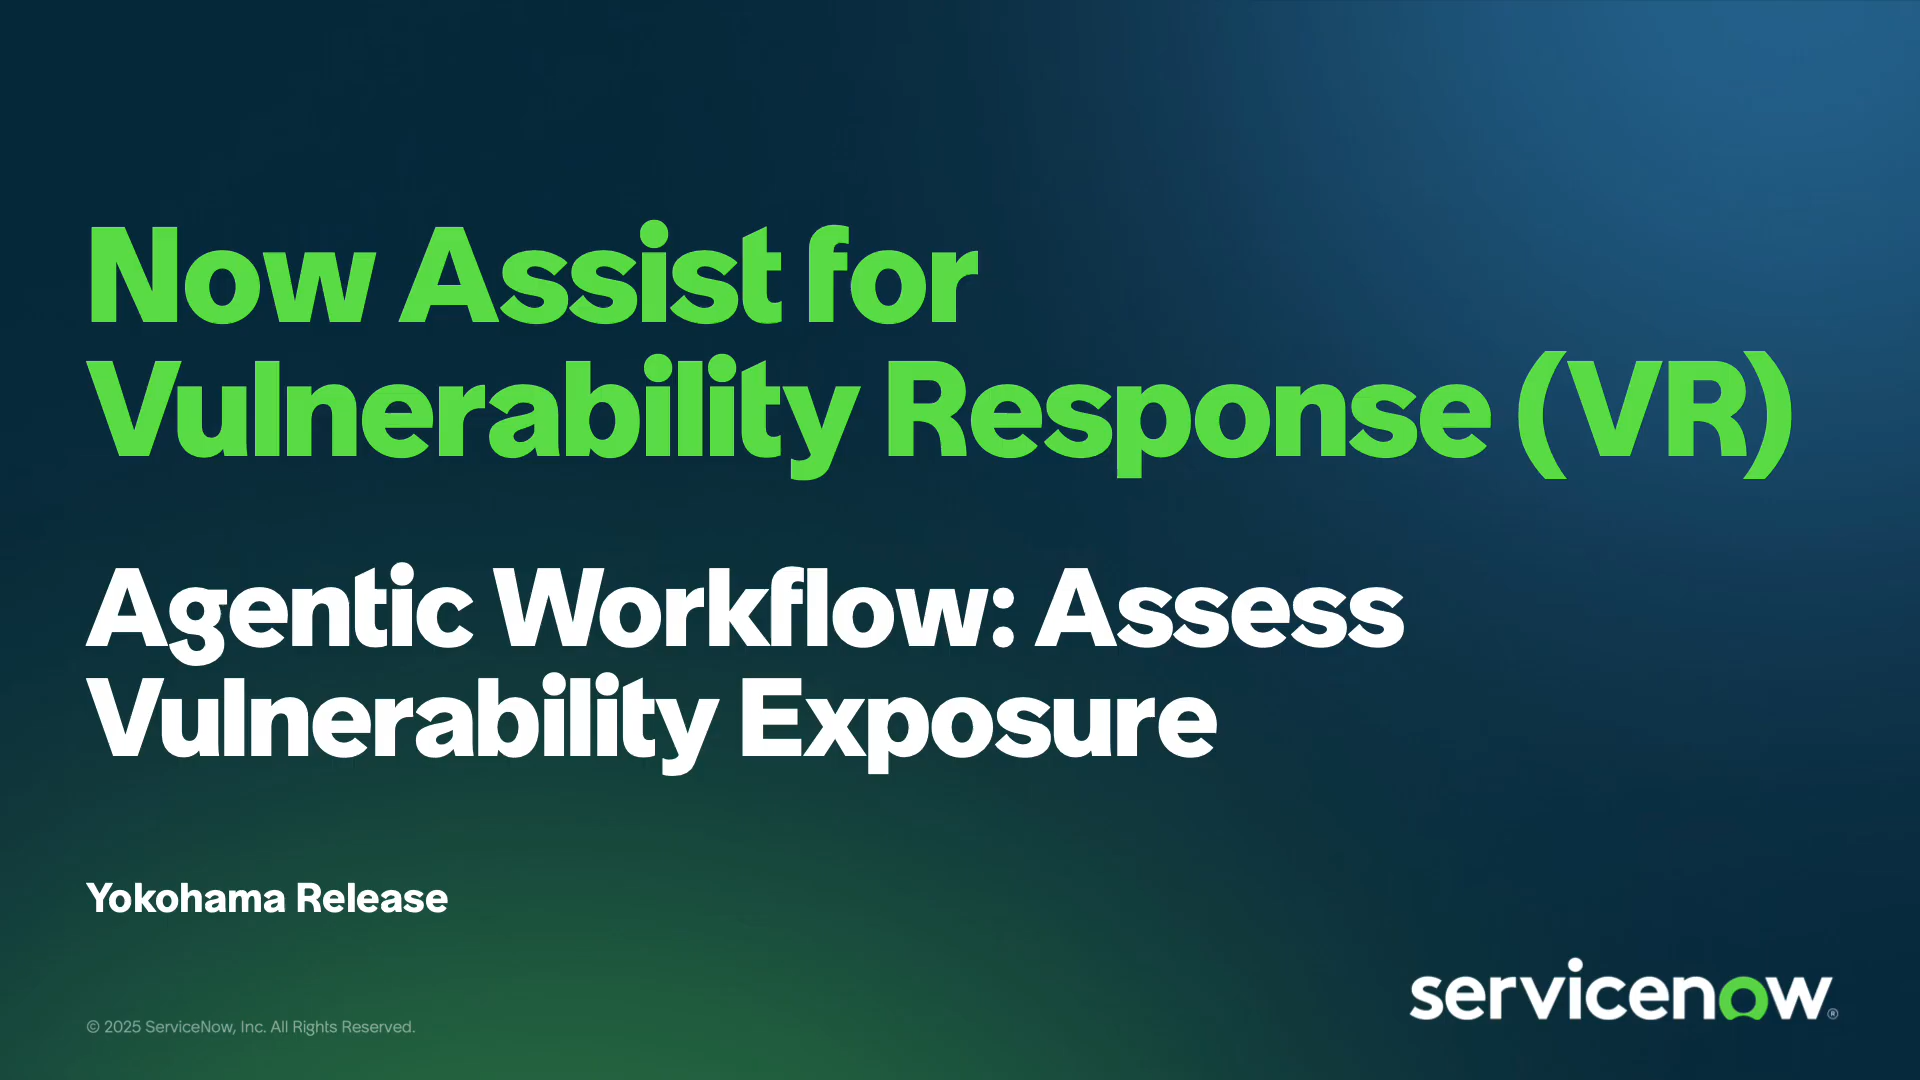 Now Assist for
Vulnerability Response (VR)
Agentic Workflow: Assess
Vulnerability Exposure
Yokohama Release
© 2025 ServiceNow, Inc. All Rights Reserved.
servicenow®